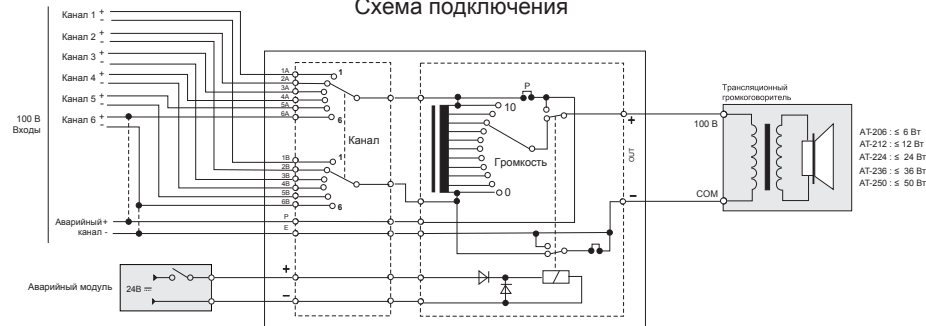 Схема подключения
Канал 1 +
-
Канал 2 +
-
Канал 3 +
-
Канал 4 +
-
Канал 5 +
-
Канал 6 +
-
100 В
Входы
Аварийный+
канал -
Аварийный модуль
24В
1A
2A
3A
4A
5A
6A
1
6
Канал
1B
2B
3B
4B
5B
6B
1
6
P
E
+
–
P
10
Громкость
0
+
OUT
–
Трансляционный
громкоговоритель
100 В
COM
AT-206 : ≤ 6 Вт
AT-212 : ≤ 12 Вт
AT-224 : ≤ 24 Вт
AT-236 : ≤ 36 Вт
AT-250 : ≤ 50 Вт